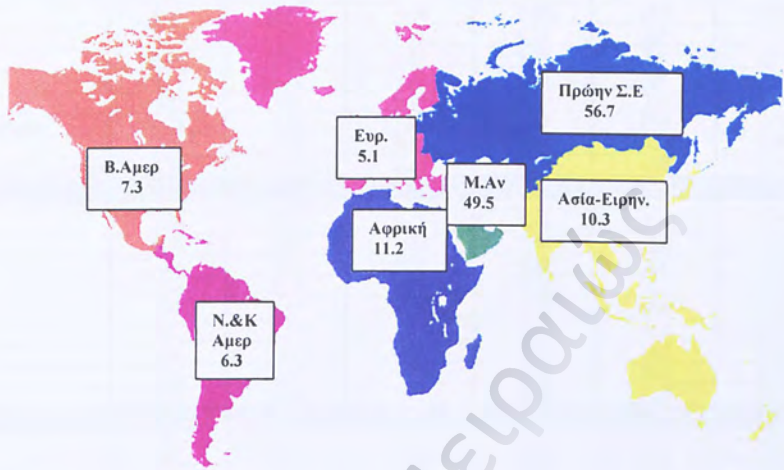 Πρώην Σ.Ε
56.7
Ευρ.
5.1
Β.Αμερ
7.3
Μ.Αν
49.5
Ασία-Ειρην.
10.3
Αφρική
11.2
Ν.&Κ
Αμερ
6.3